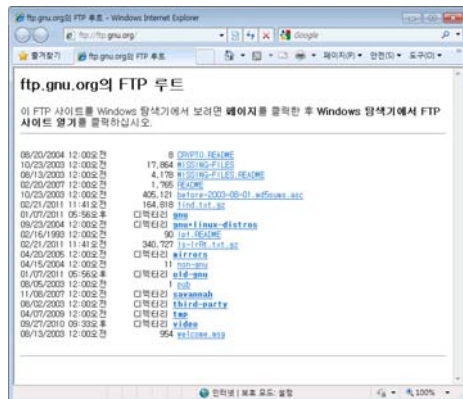 ftp.gnu.org의 FTP 루트 - Windows Internet Explorer
ftp://ftp.gnu.org/
Google
즐겨찾기 ftp.gnu.org의 FTP 루트 페이지(P) 안전(S) 도구(O)
ftp.gnu.org의 FTP 루트
이 FTP 사이트를 Windows 탐색기에서 보려면 페이지를 클릭한 후 Windows 탐색기에서 FTP
사이트 열기를 클릭하십시오.
08/20/2004 12:00오전 8 CRYPTO.README
10/23/2003 12:00오전 17,864 MISSING-FILES
08/13/2003 12:00오전 4,178 MISSING-FILES.README
02/20/2007 12:00오전 1,765 README
10/23/2003 12:00오전 405,121 before-2003-08-01.md5sums.asc
02/21/2011 11:41오전 164,818 find.txt.gz
01/07/2011 05:56오후 디렉터리 gnu
09/23/2004 12:00오전 디렉터리 gnu+linux-distros
02/16/1993 12:00오전 90 lpf.README
02/21/2011 11:41오전 340,727 ls-lrRt.txt.gz
04/20/2005 12:00오전 디렉터리 mirrors
04/15/2004 12:00오전 11 non-gnu
01/07/2011 05:56오후 디렉터리 old-gnu
08/05/2003 12:00오전 1 pub
11/08/2007 12:00오전 디렉터리 savannah
08/02/2003 12:00오전 디렉터리 third-party
04/07/2009 12:00오전 디렉터리 tmp
09/27/2010 09:33오후 디렉터리 video
08/13/2003 12:00오전 954 welcome.msg
인터넷 | 보호 모드: 설정 100%